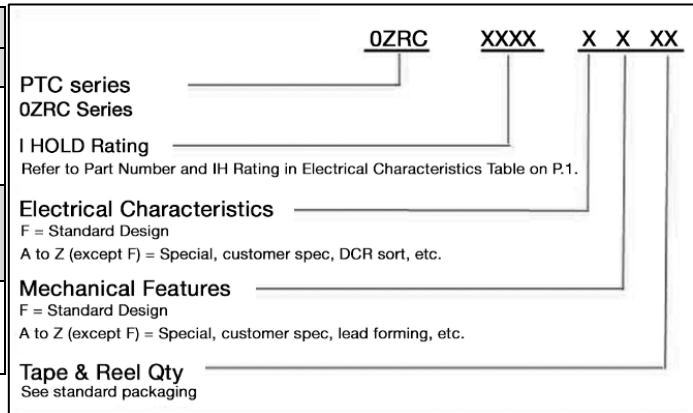 0ZRC XXXX X X XX
PTC series
0ZRC Series
I HOLD Rating
Refer to Part Number and IH Rating in Electrical Characteristics Table on P.1.
Electrical Characteristics
F = Standard Design
A to Z (except F) = Special, customer spec, DCR sort, etc.
Mechanical Features
F = Standard Design
A to Z (except F) = Special, customer spec, lead forming, etc.
Tape & Reel Qty
See standard packaging